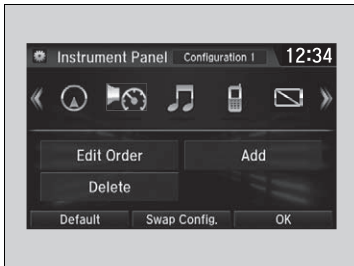 Instrument Panel Configuration 1 12:34
Edit Order Add
Delete
Default Swap Config. OK